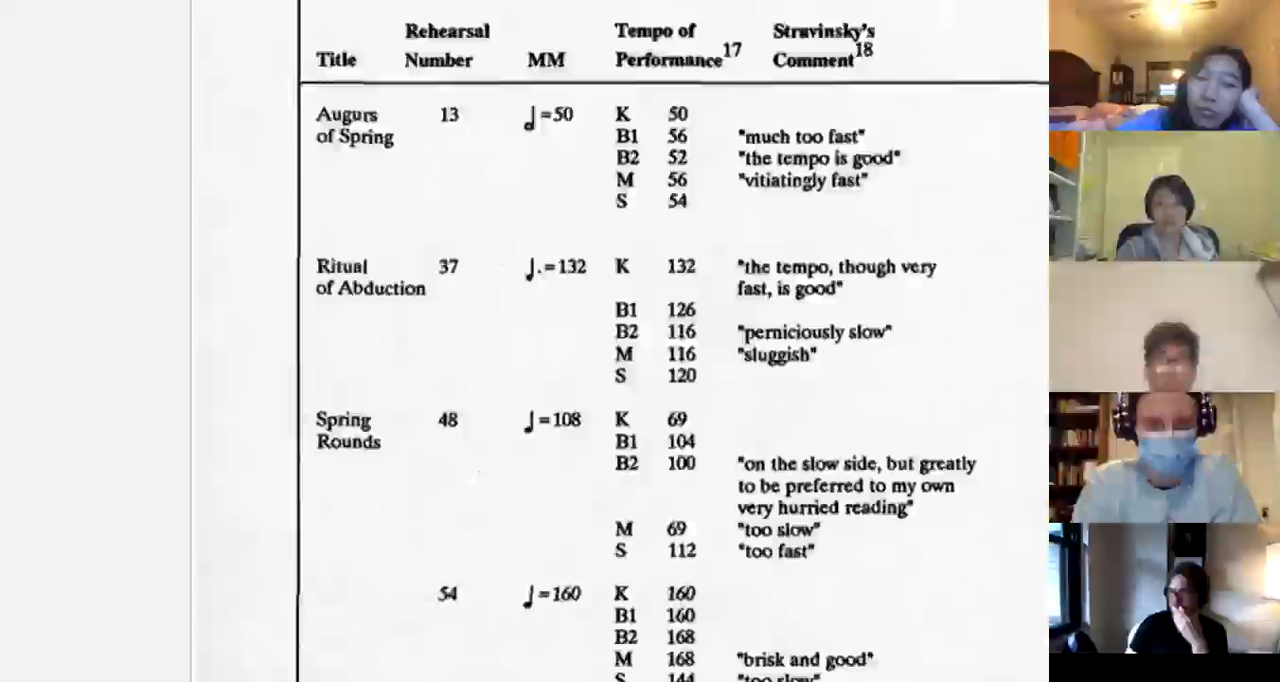 Rehearsal Tempo of Stravinsky's
Title Number MM Performance17 Comment18
Augurs 13 =50 K 50
of Spring B1 56 "much too fast"
B2 52 "the tempo is good"
M 56 "vitiatingly fast"
S 54
Ritual 37 .=132 K 132 "the tempo, though very
of Abduction fast, is good"
B1 126
B2 116 "perniciously slow"
M 116 "sluggish"
S 120
Spring 48 =108 K 69
Rounds B1 104
B2 100 "on the slow side, but greatly
to be preferred to my own
very hurried reading"
M 69 "too slow"
S 112 "too fast"
54 =160 K 160
B1 160
B2 168
M 168 "brisk and good"
S 144 "too slow"